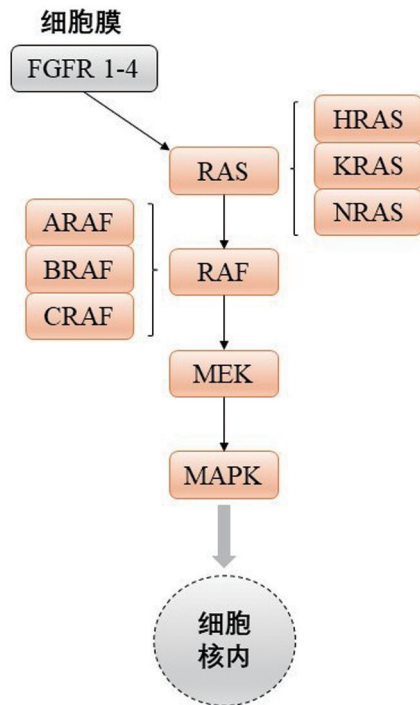 细胞膜
FGFR 1-4
HRAS
RAS
KRAS
NRAS
ARAF
BRAF
RAF
CRAF
MEK
MAPK
细胞
核内